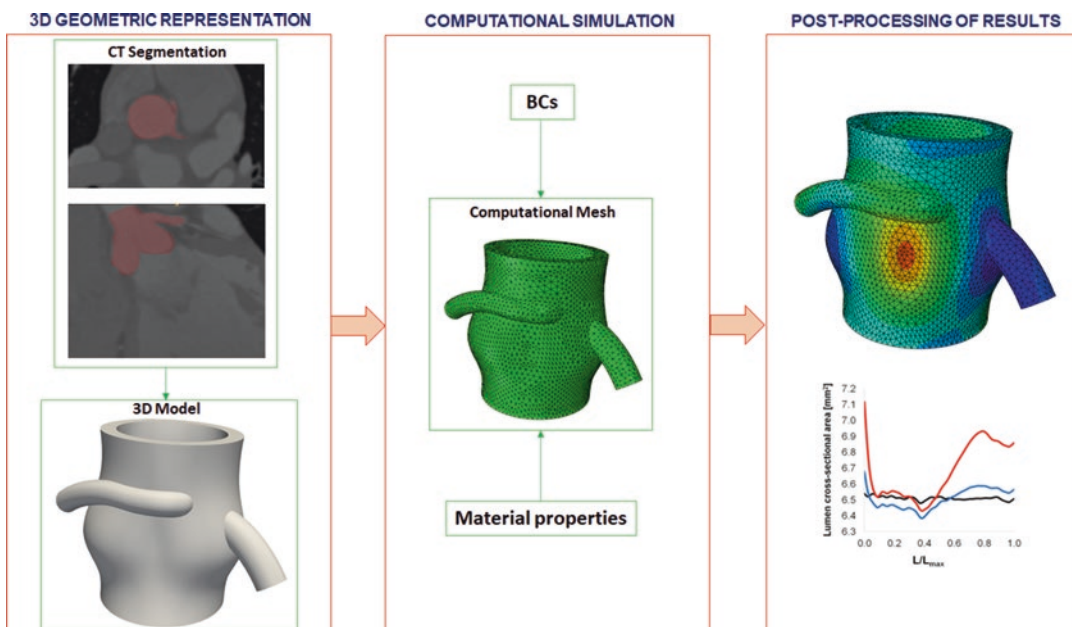 3D GEOMETRIC REPRESENTATION
CT Segmentation
3D Model
COMPUTATIONAL SIMULATION
BCs
Computational Mesh
Material properties
POST-PROCESSING OF RESULTS
Lumen cross-sectional area [mm²]
7.2
7.1
7.0
6.9
6.8
6.7
6.6
6.5
6.4
6.3
0.0 0.2 0.4 0.6 0.8 1.0
L/Lmax